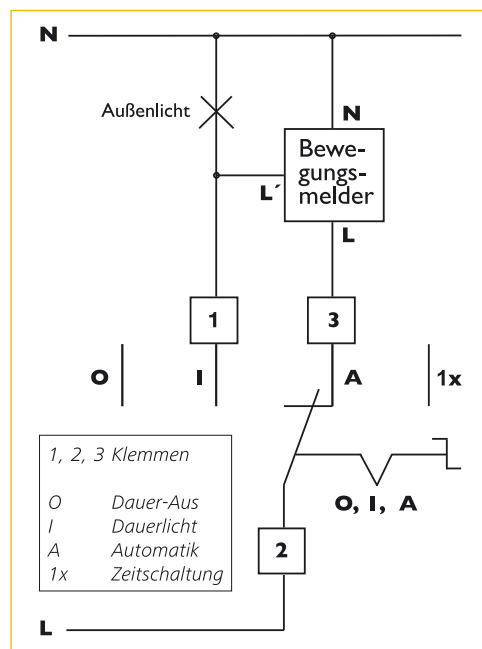 N
Außenlicht
N
Bewe-
gungs-
melder
L´
L
1
3
O
I
A
1x
1, 2, 3 Klemmen
O Dauer-Aus
I Dauerlicht
A Automatik
1x Zeitschaltung
O, I, A
2
L